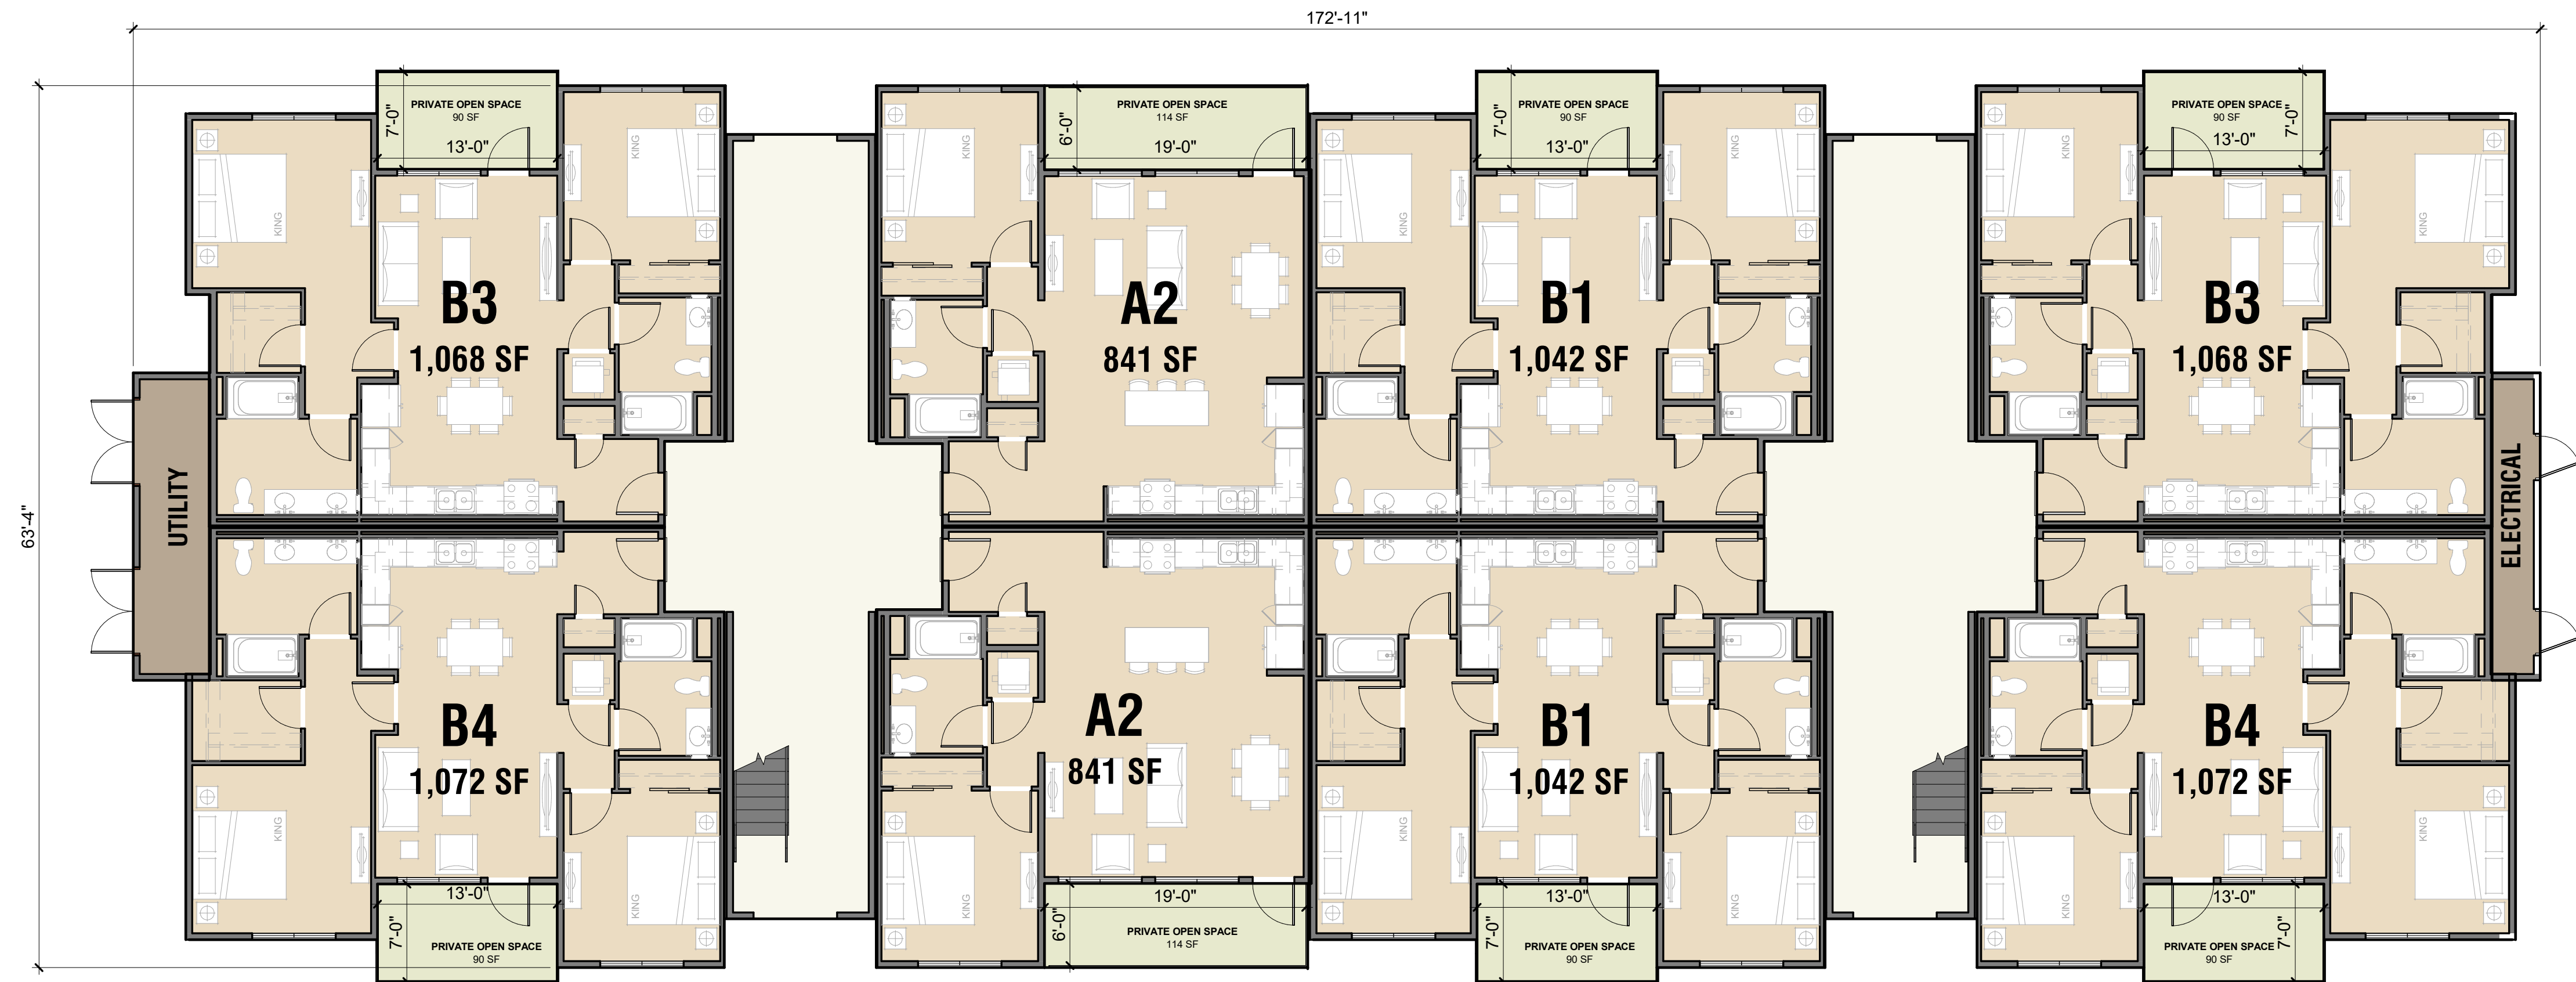 172'-11"
63'-4"
PRIVATE OPEN SPACE
90 SF
7'-0"
13'-0"
PRIVATE OPEN SPACE
114 SF
6'-0"
19'-0"
PRIVATE OPEN SPACE
90 SF
7'-0"
13'-0"
PRIVATE OPEN SPACE
90 SF
7'-0"
13'-0"
KING
KING
KING
KING
KING
KING
KING
B3
1,068 SF
A2
841 SF
B1
1,042 SF
B3
1,068 SF
UTILITY
ELECTRICAL
B4
1,072 SF
A2
841 SF
B1
1,042 SF
B4
1,072 SF
KING
KING
KING
KING
KING
KING
KING
13'-0"
7'-0"
PRIVATE OPEN SPACE
90 SF
19'-0"
6'-0"
PRIVATE OPEN SPACE
114 SF
13'-0"
7'-0"
PRIVATE OPEN SPACE
90 SF
13'-0"
7'-0"
PRIVATE OPEN SPACE
90 SF